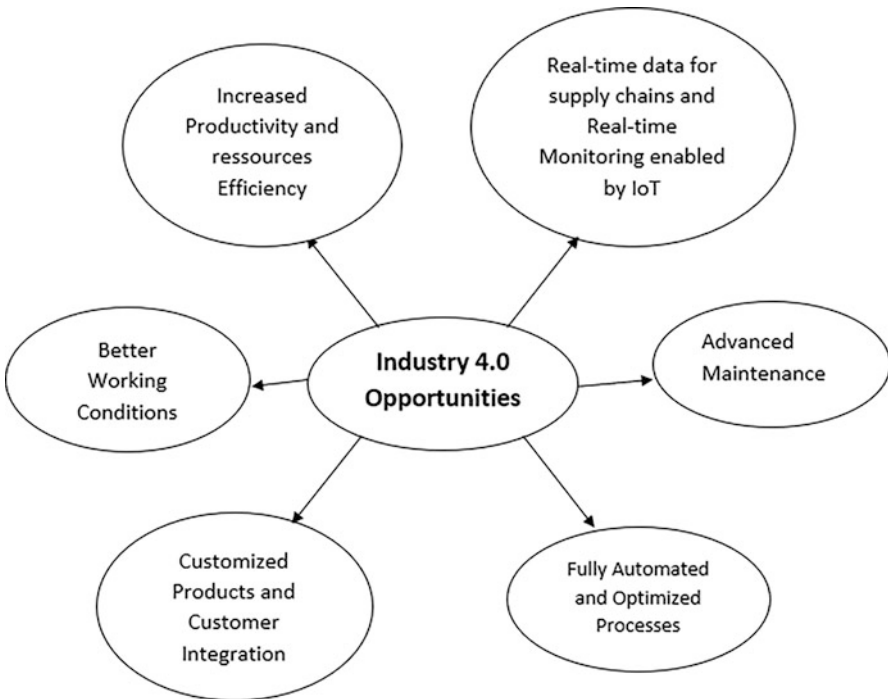 Increased
Productivity and
ressources
Efficiency
Real-time data for
supply chains and
Real-time
Monitoring enabled
by IoT
Better
Working
Conditions
Industry 4.0
Opportunities
Advanced
Maintenance
Customized
Products and
Customer
Integration
Fully Automated
and Optimized
Processes